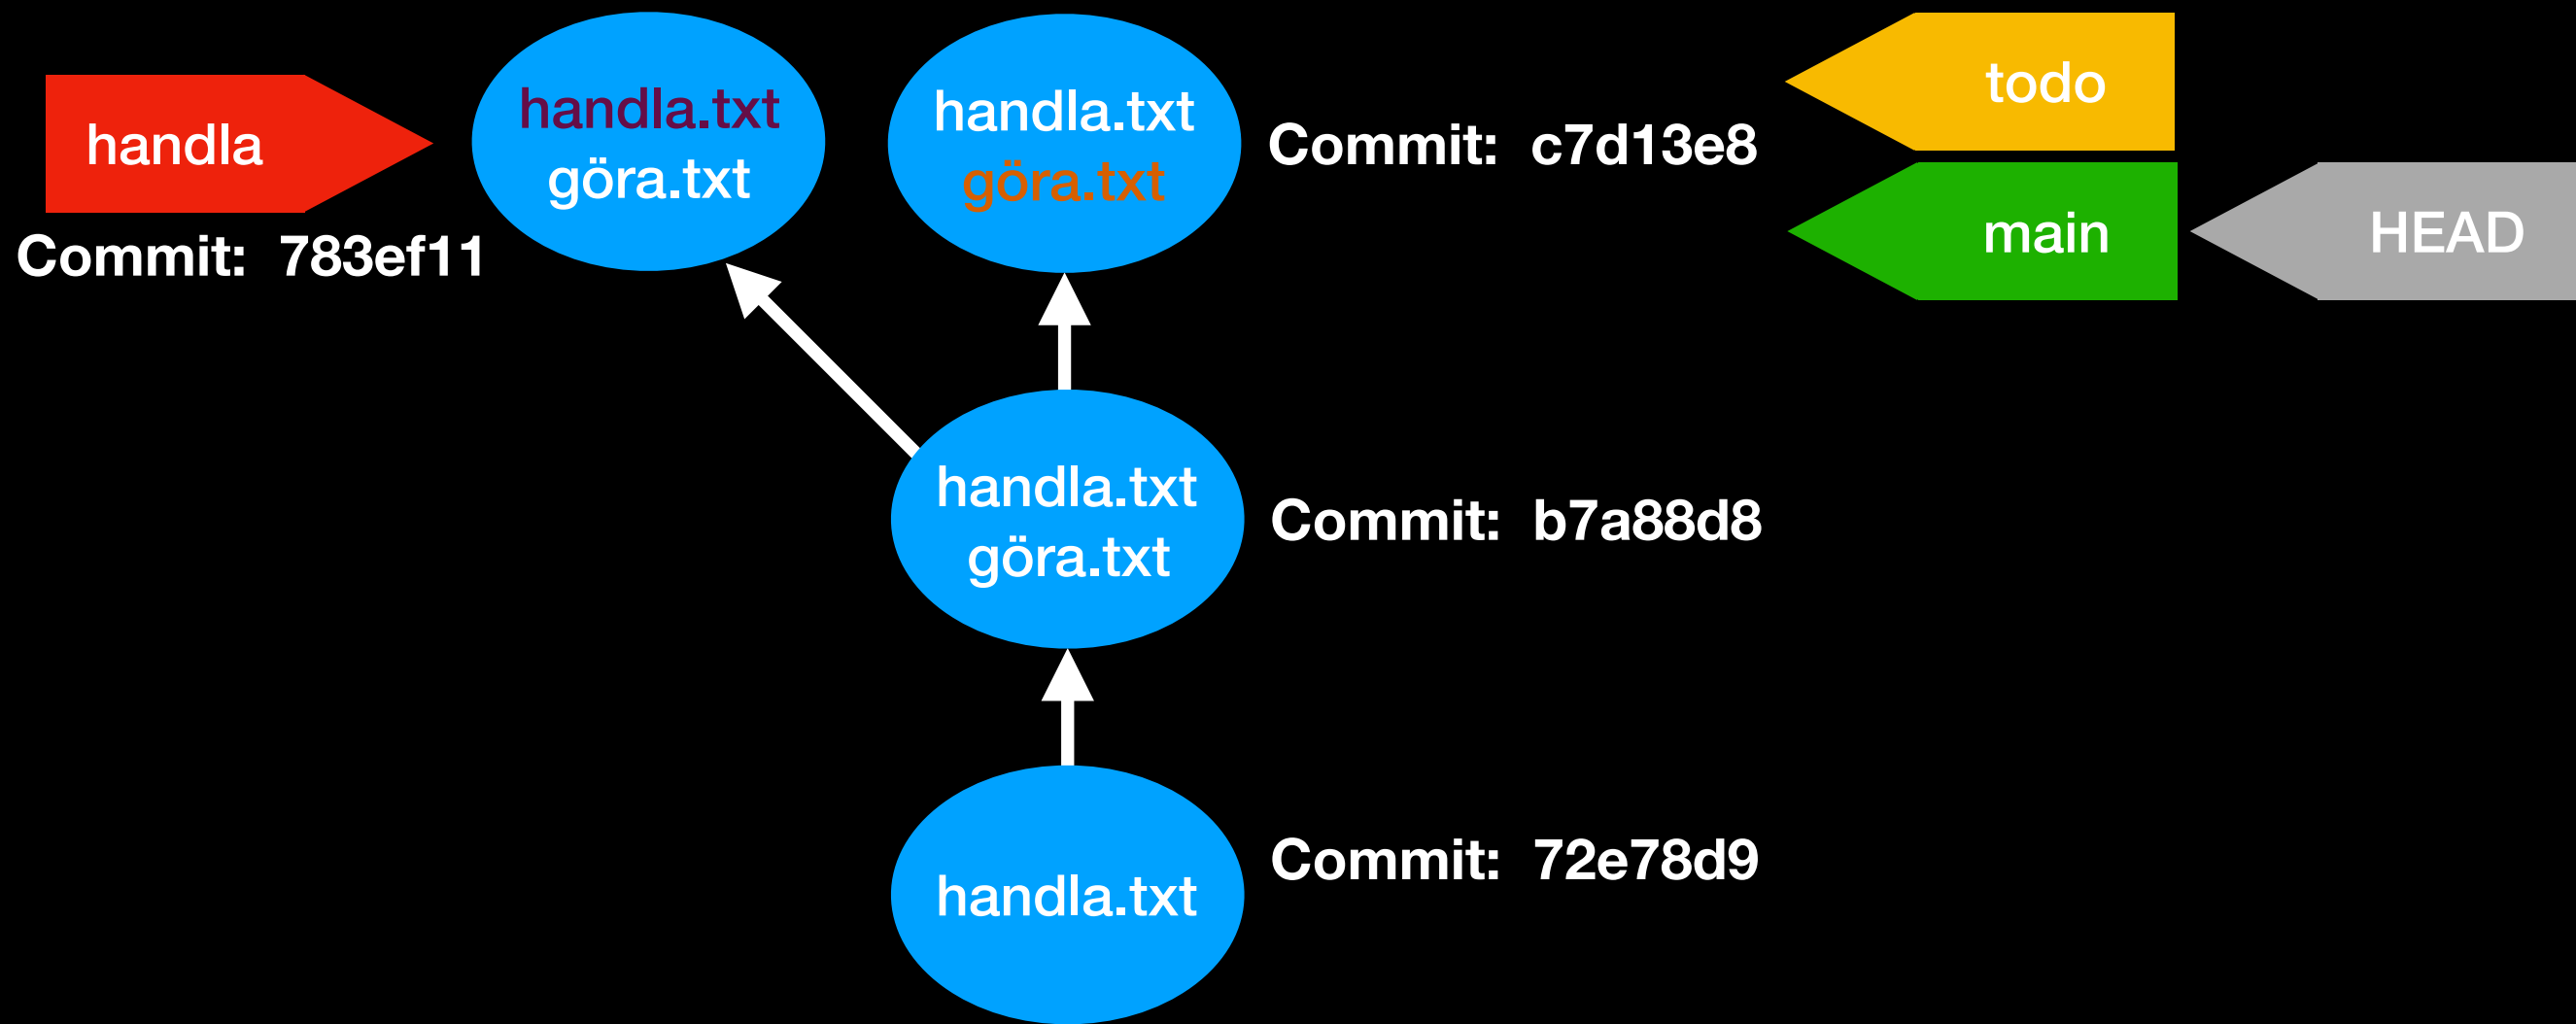 handla
Commit: 783ef11
handla.txt
göra.txt
handla.txt
göra.txt
Commit: c7d13e8
todo
main
HEAD
handla.txt
göra.txt
Commit: b7a88d8
handla.txt
Commit: 72e78d9